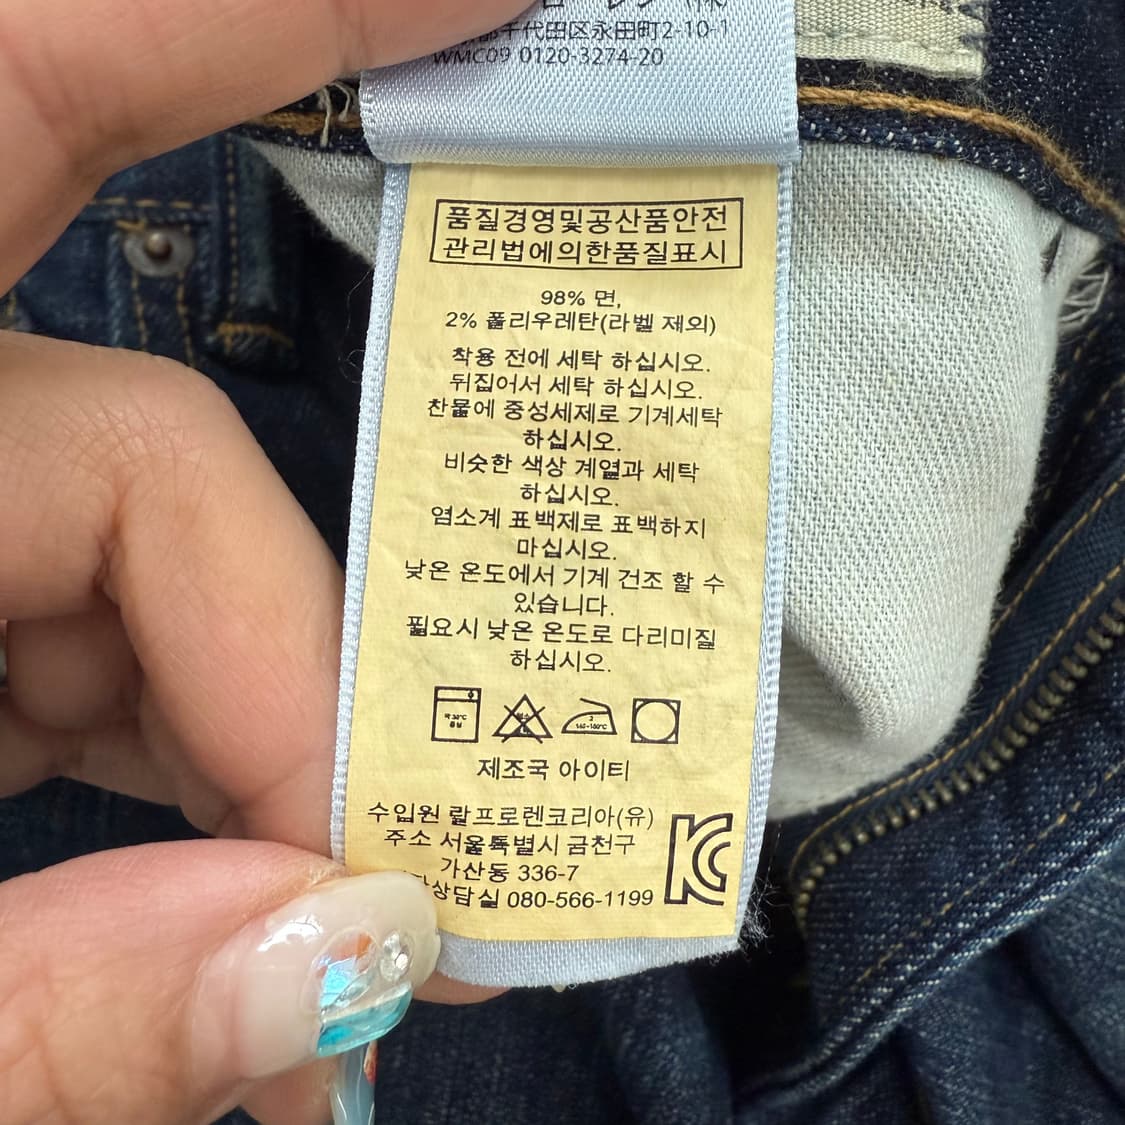 都千代田区永田町2-10-1
WMC09 0120-3274-20
품질경영및공산품안전
관리법에의한품질표시
98% 면,
2% 폴리우레탄(라벨 제외)
착용 전에 세탁 하십시오.
뒤집어서 세탁 하십시오.
찬물에 중성세제로 기계세탁
하십시오.
비슷한 색상 계열과 세탁
하십시오.
염소계 표백제로 표백하지
마십시오.
낮은 온도에서 기계 건조 할 수
있습니다.
필요시 낮은 온도로 다리미질
하십시오.
제조국 아이티
수입원 랄프로렌코리아(유)
주소 서울특별시 금천구
가산동 336-7
상담실 080-566-1199